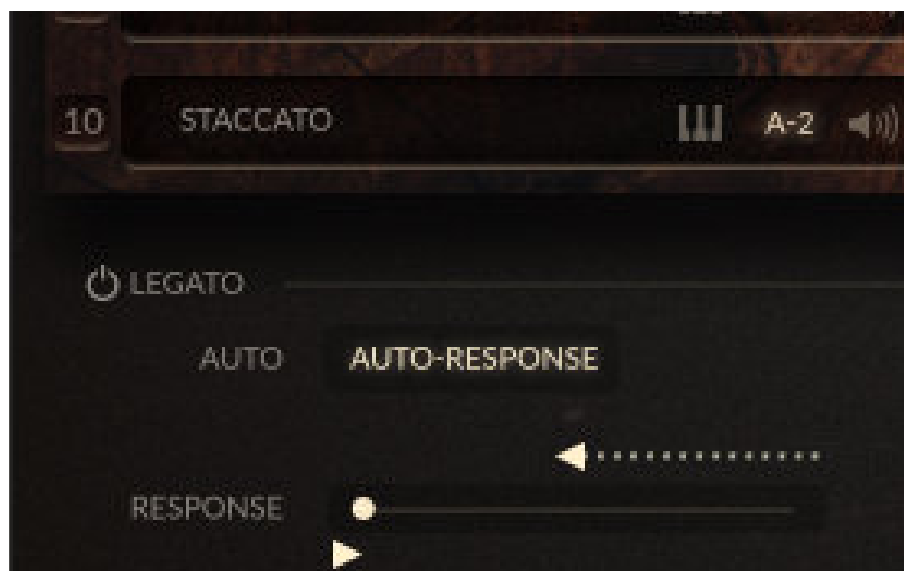 10 STACCATO A-2
LEGATO
AUTO AUTO-RESPONSE
RESPONSE